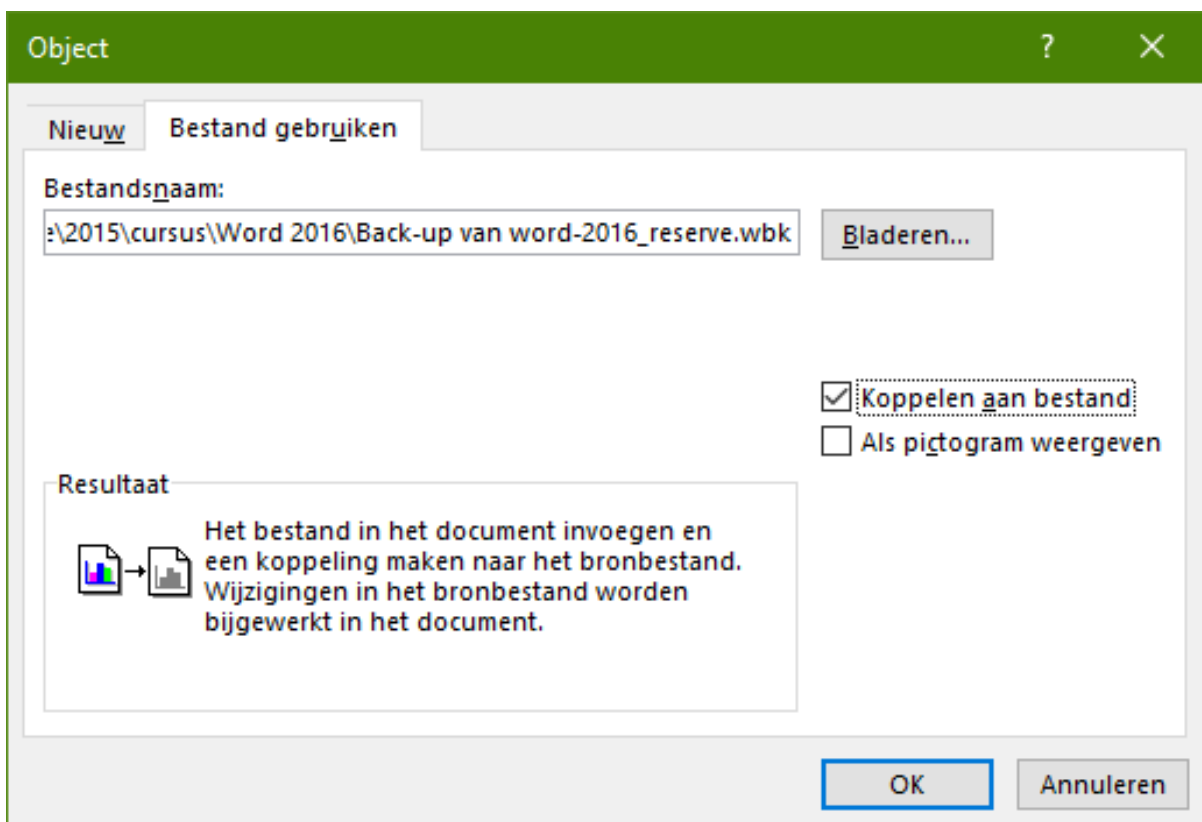 Object
Nieuw
Bestand gebruiken
Bestandsnaam:
e\2015\cursus\Word 2016\Back-up van word-2016_reserve.wbk
Bladeren...
Koppelen aan bestand
Als pictogram weergeven
Resultaat
Het bestand in het document invoegen en
een koppeling maken naar het bronbestand.
Wijzigingen in het bronbestand worden
bijgewerkt in het document.
OK
Annuleren